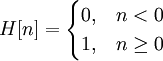 H[n] = { 0, n < 0
1, n ≥ 0